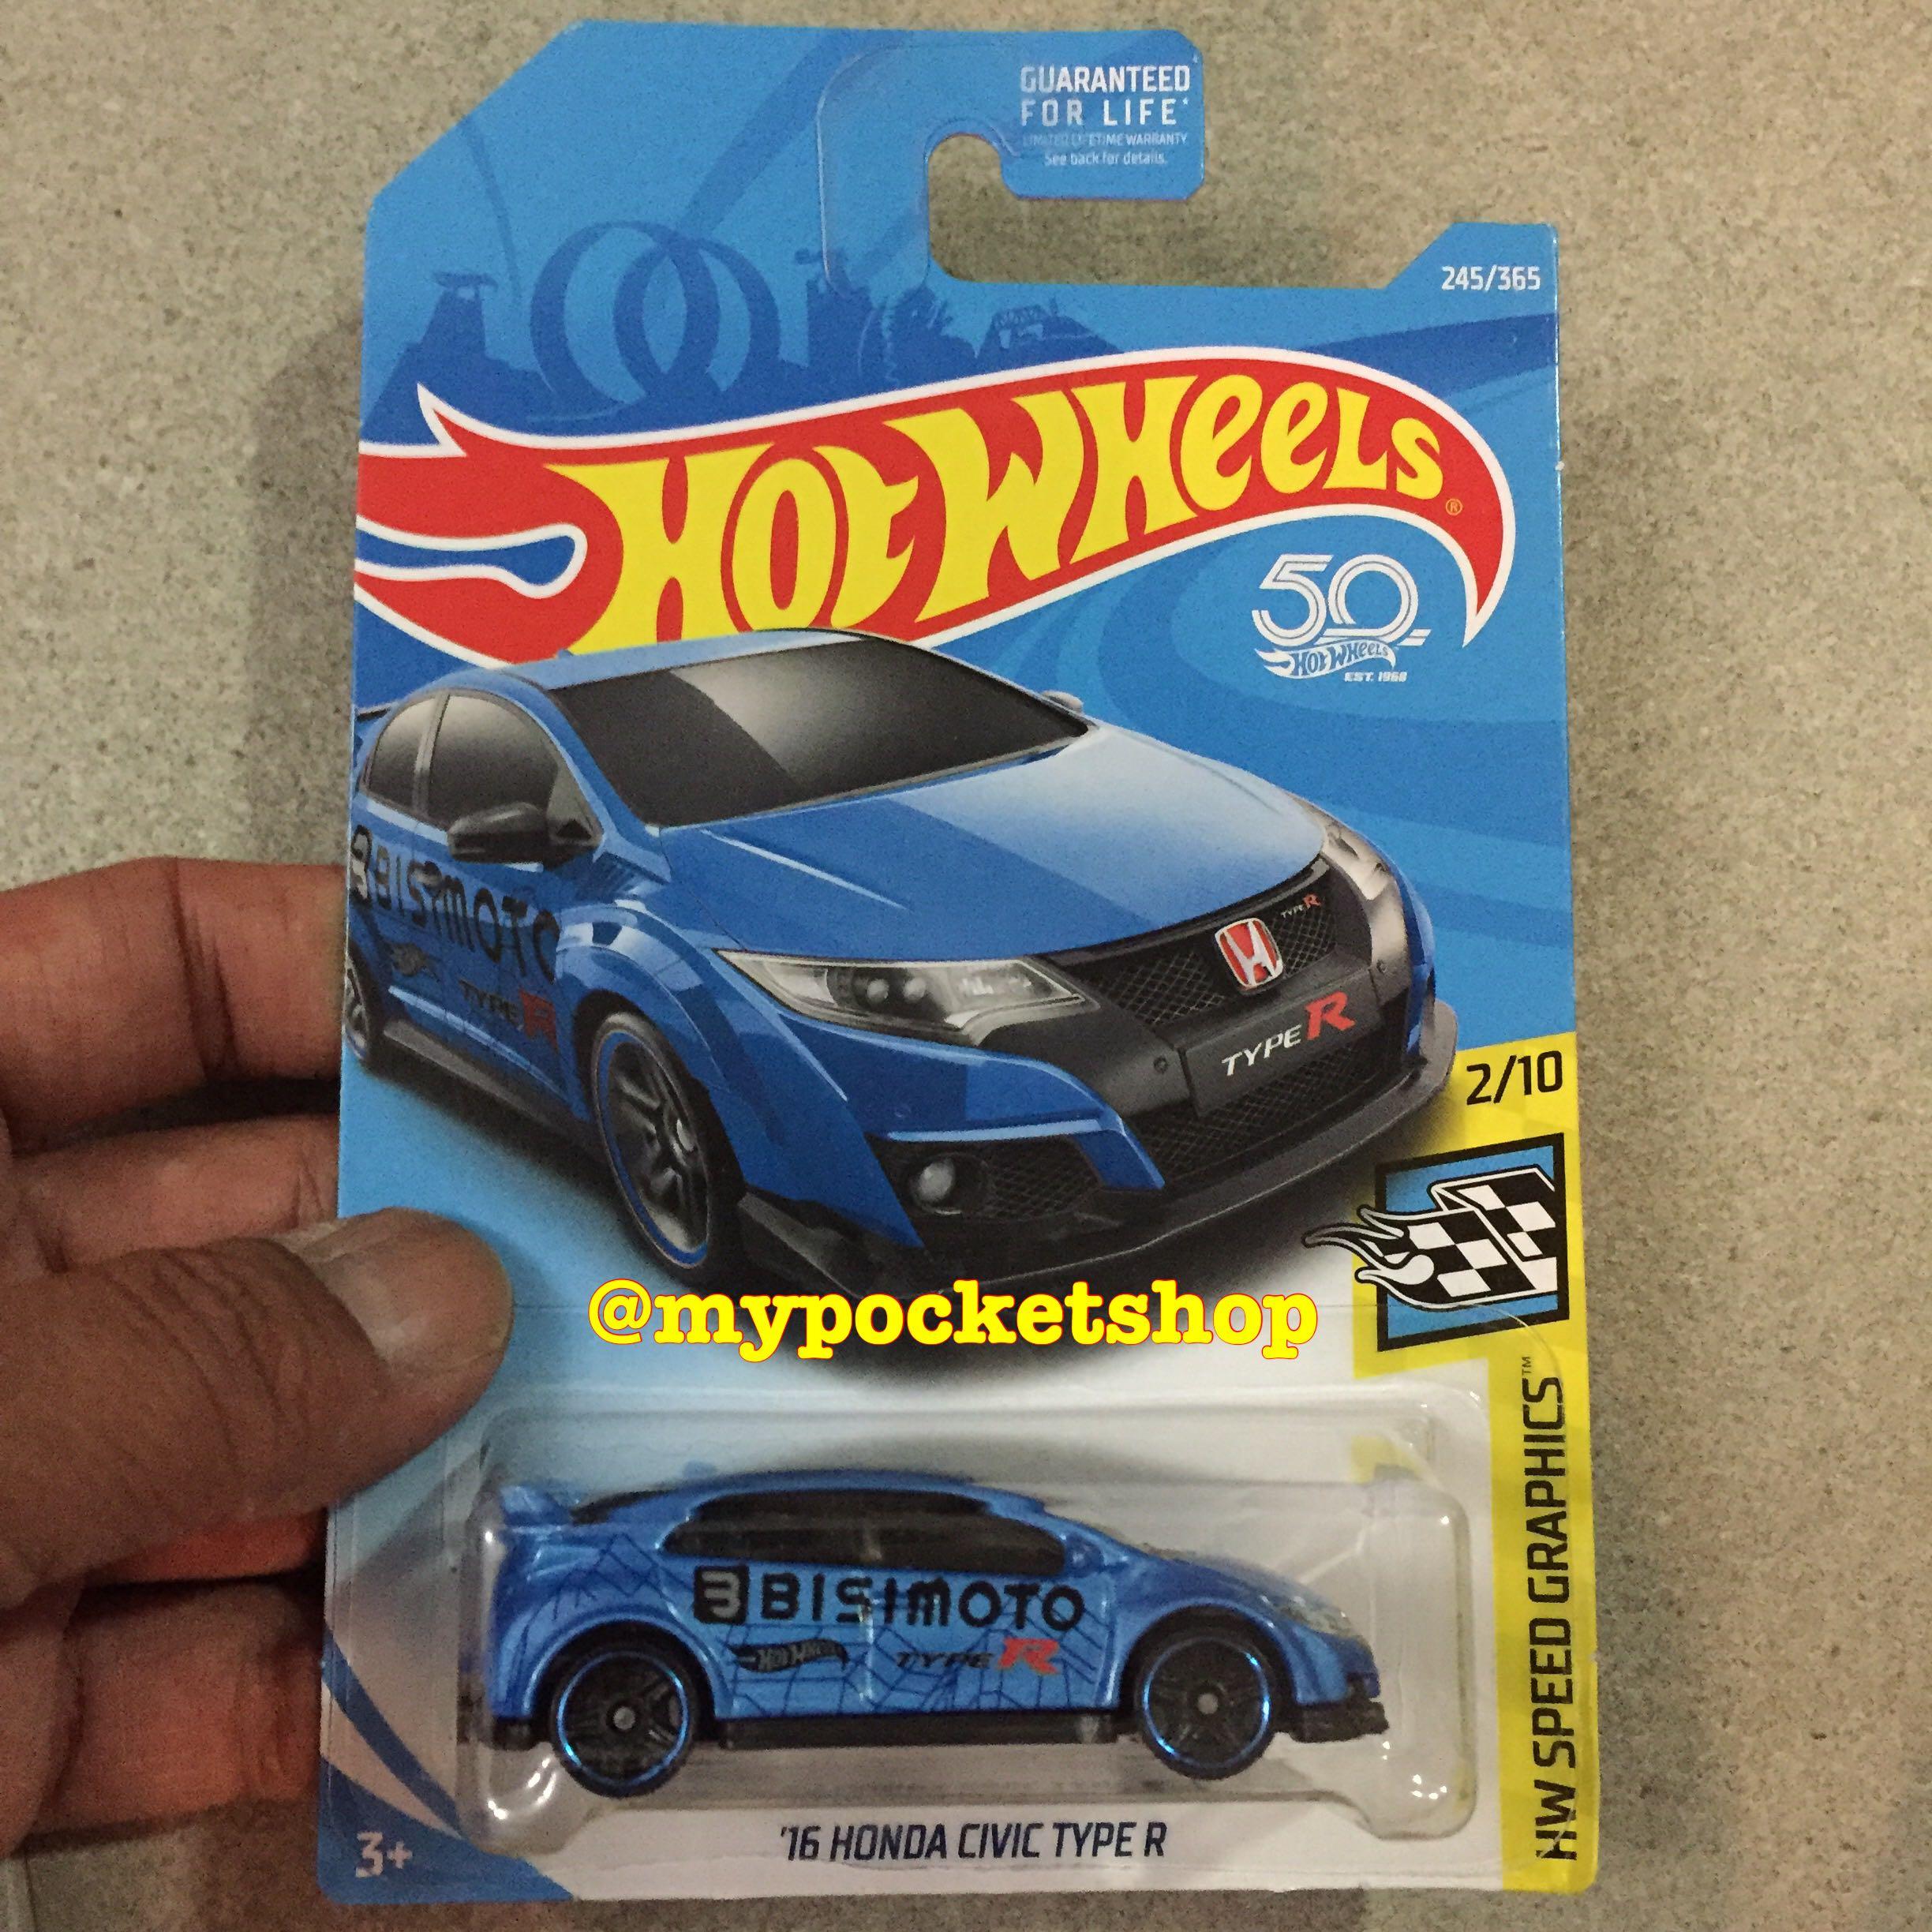 GUARANTEED
FOR LIFE*
LIMITED LIFETIME WARRANTY
See back for details.
245/365
HOT WHEELS®
50
HOT WHEELS
EST. 1968
BISIMOTO
TYPE R
TYPE R
TYPE R
2/10
@mypocketshop
HW SPEED GRAPHICS™
BISIMOTO
HOT WHEELS
TYPE R
3+
'16 HONDA CIVIC TYPE R